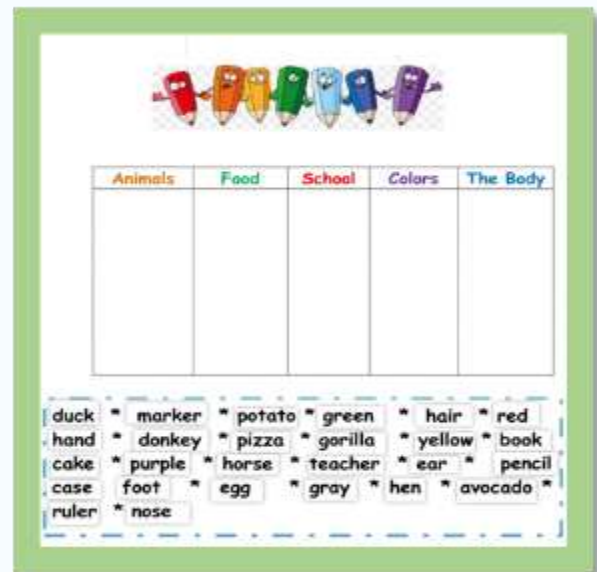 Animals Food School Colors The Body
duck * marker * potato * green * hair * red
hand * donkey * pizza * gorilla * yellow * book
cake * purple * horse * teacher * ear * pencil
case foot * egg * gray * hen * avocado *
ruler * nose